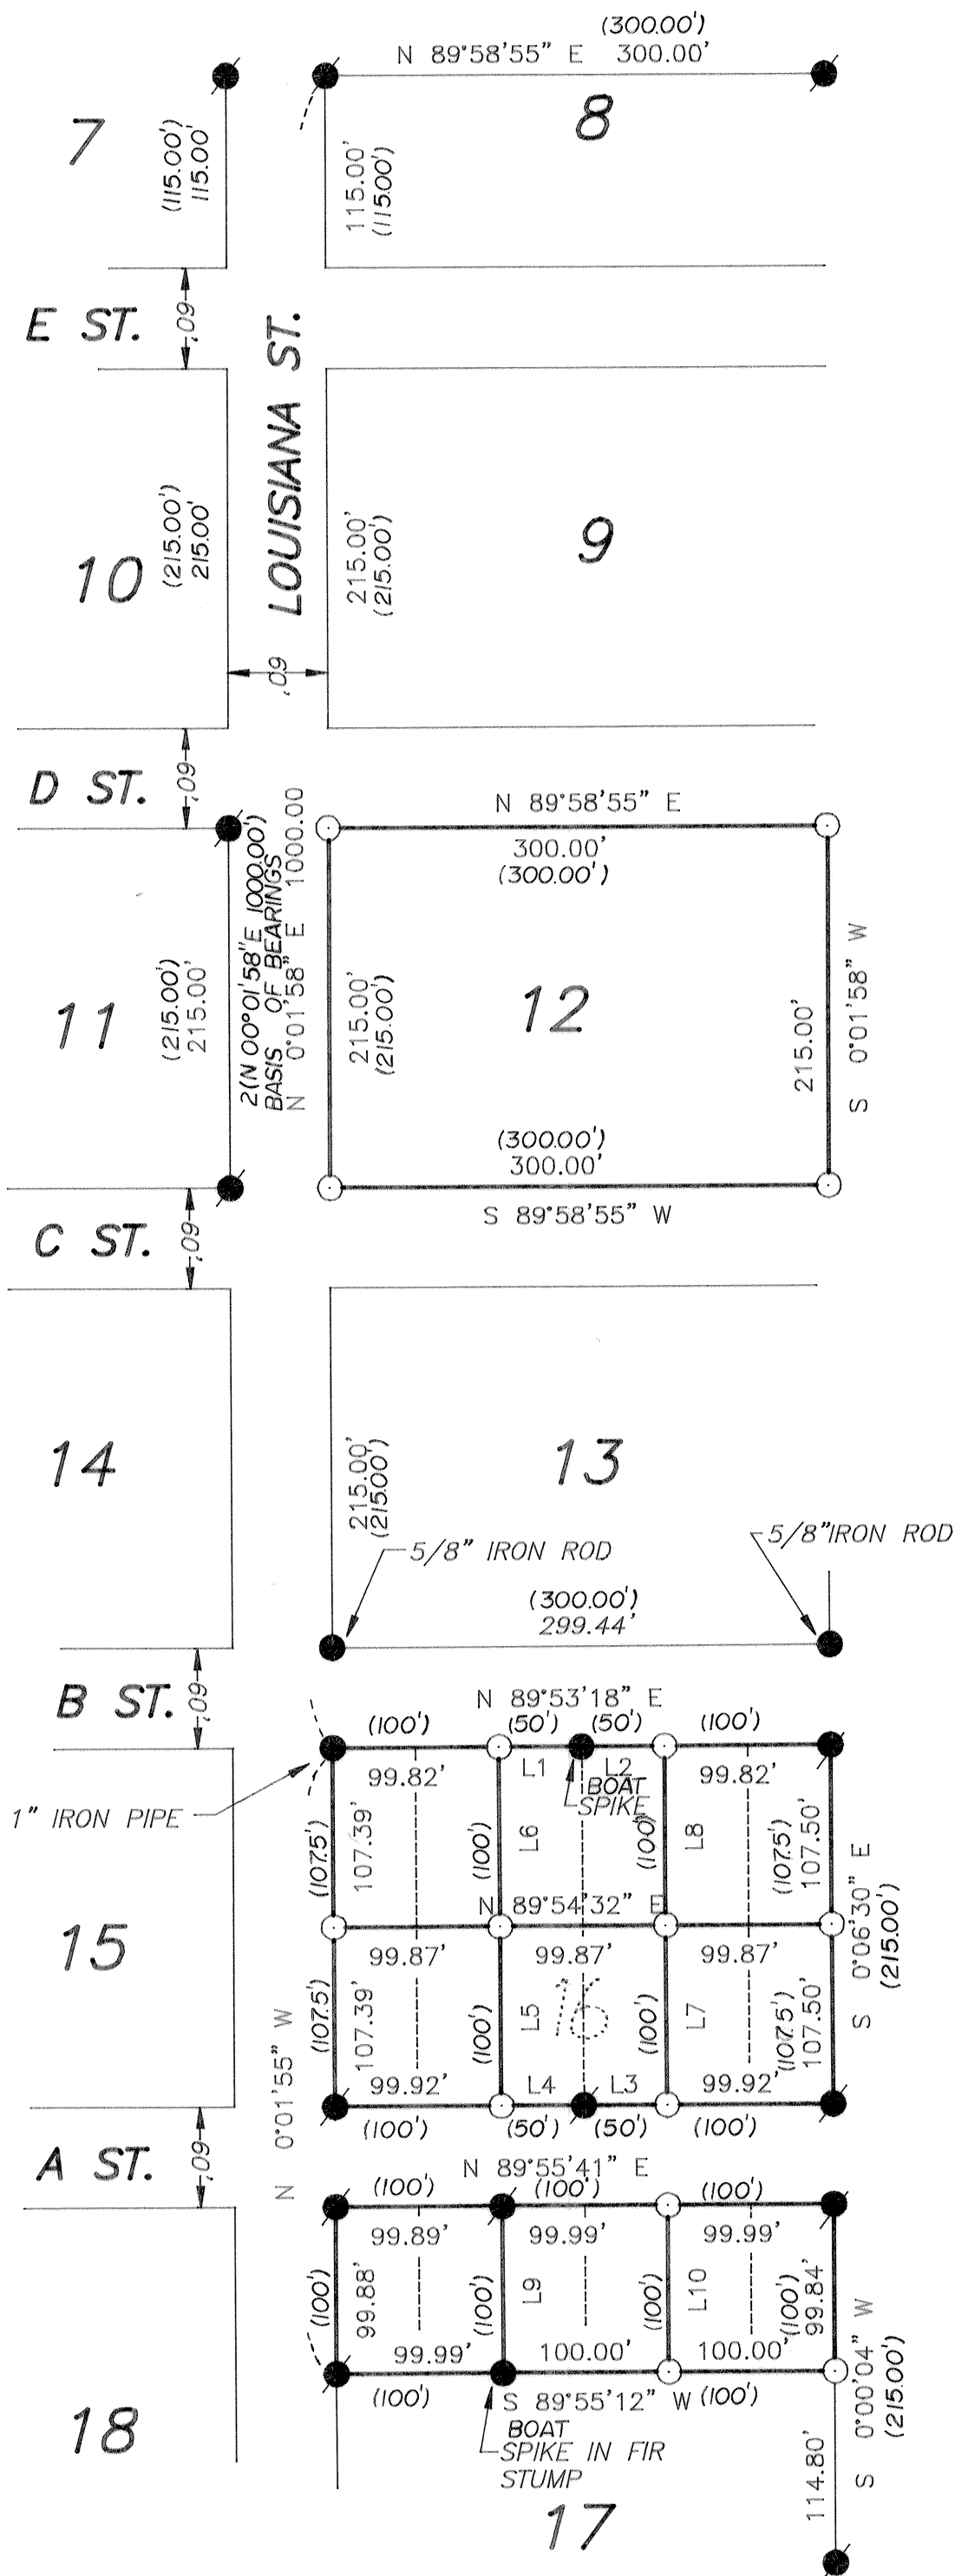 (300.00')
N 89°58'55" E 300.00'
7
8
(115.00')
115.00'
115.00'
(115.00')
E ST.
60'
LOUISIANA ST.
(215.00')
215.00'
10
215.00'
(215.00')
9
60'
D ST.
60'
N 89°58'55" E
300.00'
(300.00')
2(N 00°01'58"E 1000.00')
BASIS OF BEARINGS
N 0°01'58" E 1000.00
11
(215.00')
215.00'
215.00'
(215.00')
12
215.00'
S 0°01'58" W
(300.00')
300.00'
S 89°58'55" W
C ST.
60'
14
13
215.00'
(215.00')
5/8" IRON ROD
5/8"IRON ROD
(300.00')
299.44'
B ST.
60'
N 89°53'18" E
(100')
(50')
(50')
(100')
99.82'
L1
L2
99.82'
BOAT
SPIKE
1" IRON PIPE
(107.5')
107.39'
(100')
L6
(100')
L8
(107.5')
107.50'
N 89°54'32" E
15
99.87'
99.87'
99.87'
S 0°06'30" E
(215.00')
(107.5')
107.39'
(100')
L5
16
(100')
L7
(107.5')
107.50'
N 0°01'55" W
99.92'
L4
L3
99.92'
(100')
(50')
(50')
(100')
A ST.
60'
N 89°55'41" E
(100')
(100')
(100')
99.89'
99.99'
99.99'
(100')
99.88'
(100')
L9
(100')
L10
(100')
99.84'
99.99'
100.00'
100.00'
(100')
S 89°55'12" W
(100')
S 0°00'04" W
(215.00')
18
BOAT
SPIKE IN FIR
STUMP
114.80'
17